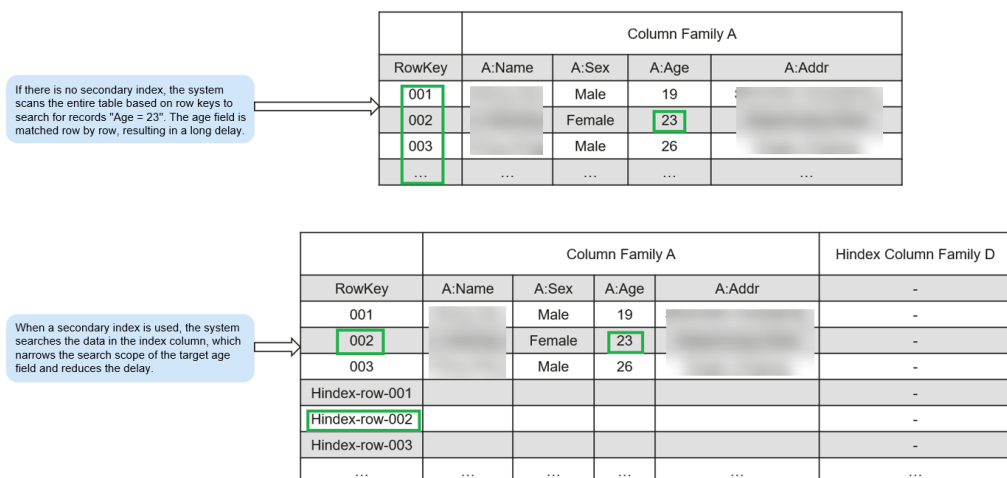 Column Family A
RowKey A:Name A:Sex A:Age A:Addr
If there is no secondary index, the system
scans the entire table based on row keys to
search for records "Age = 23". The age field is
matched row by row, resulting in a long delay.
001 Male 19
002 Female 23
003 Male 26
... ... ... ... ...
Column Family A Hindex Column Family D
RowKey A:Name A:Sex A:Age A:Addr -
When a secondary index is used, the system
searches the data in the index column, which
narrows the search scope of the target age
field and reduces the delay.
001 Male 19 -
002 Female 23 -
003 Male 26 -
Hindex-row-001 -
Hindex-row-002 -
Hindex-row-003 -
... ... ... ... ... ...